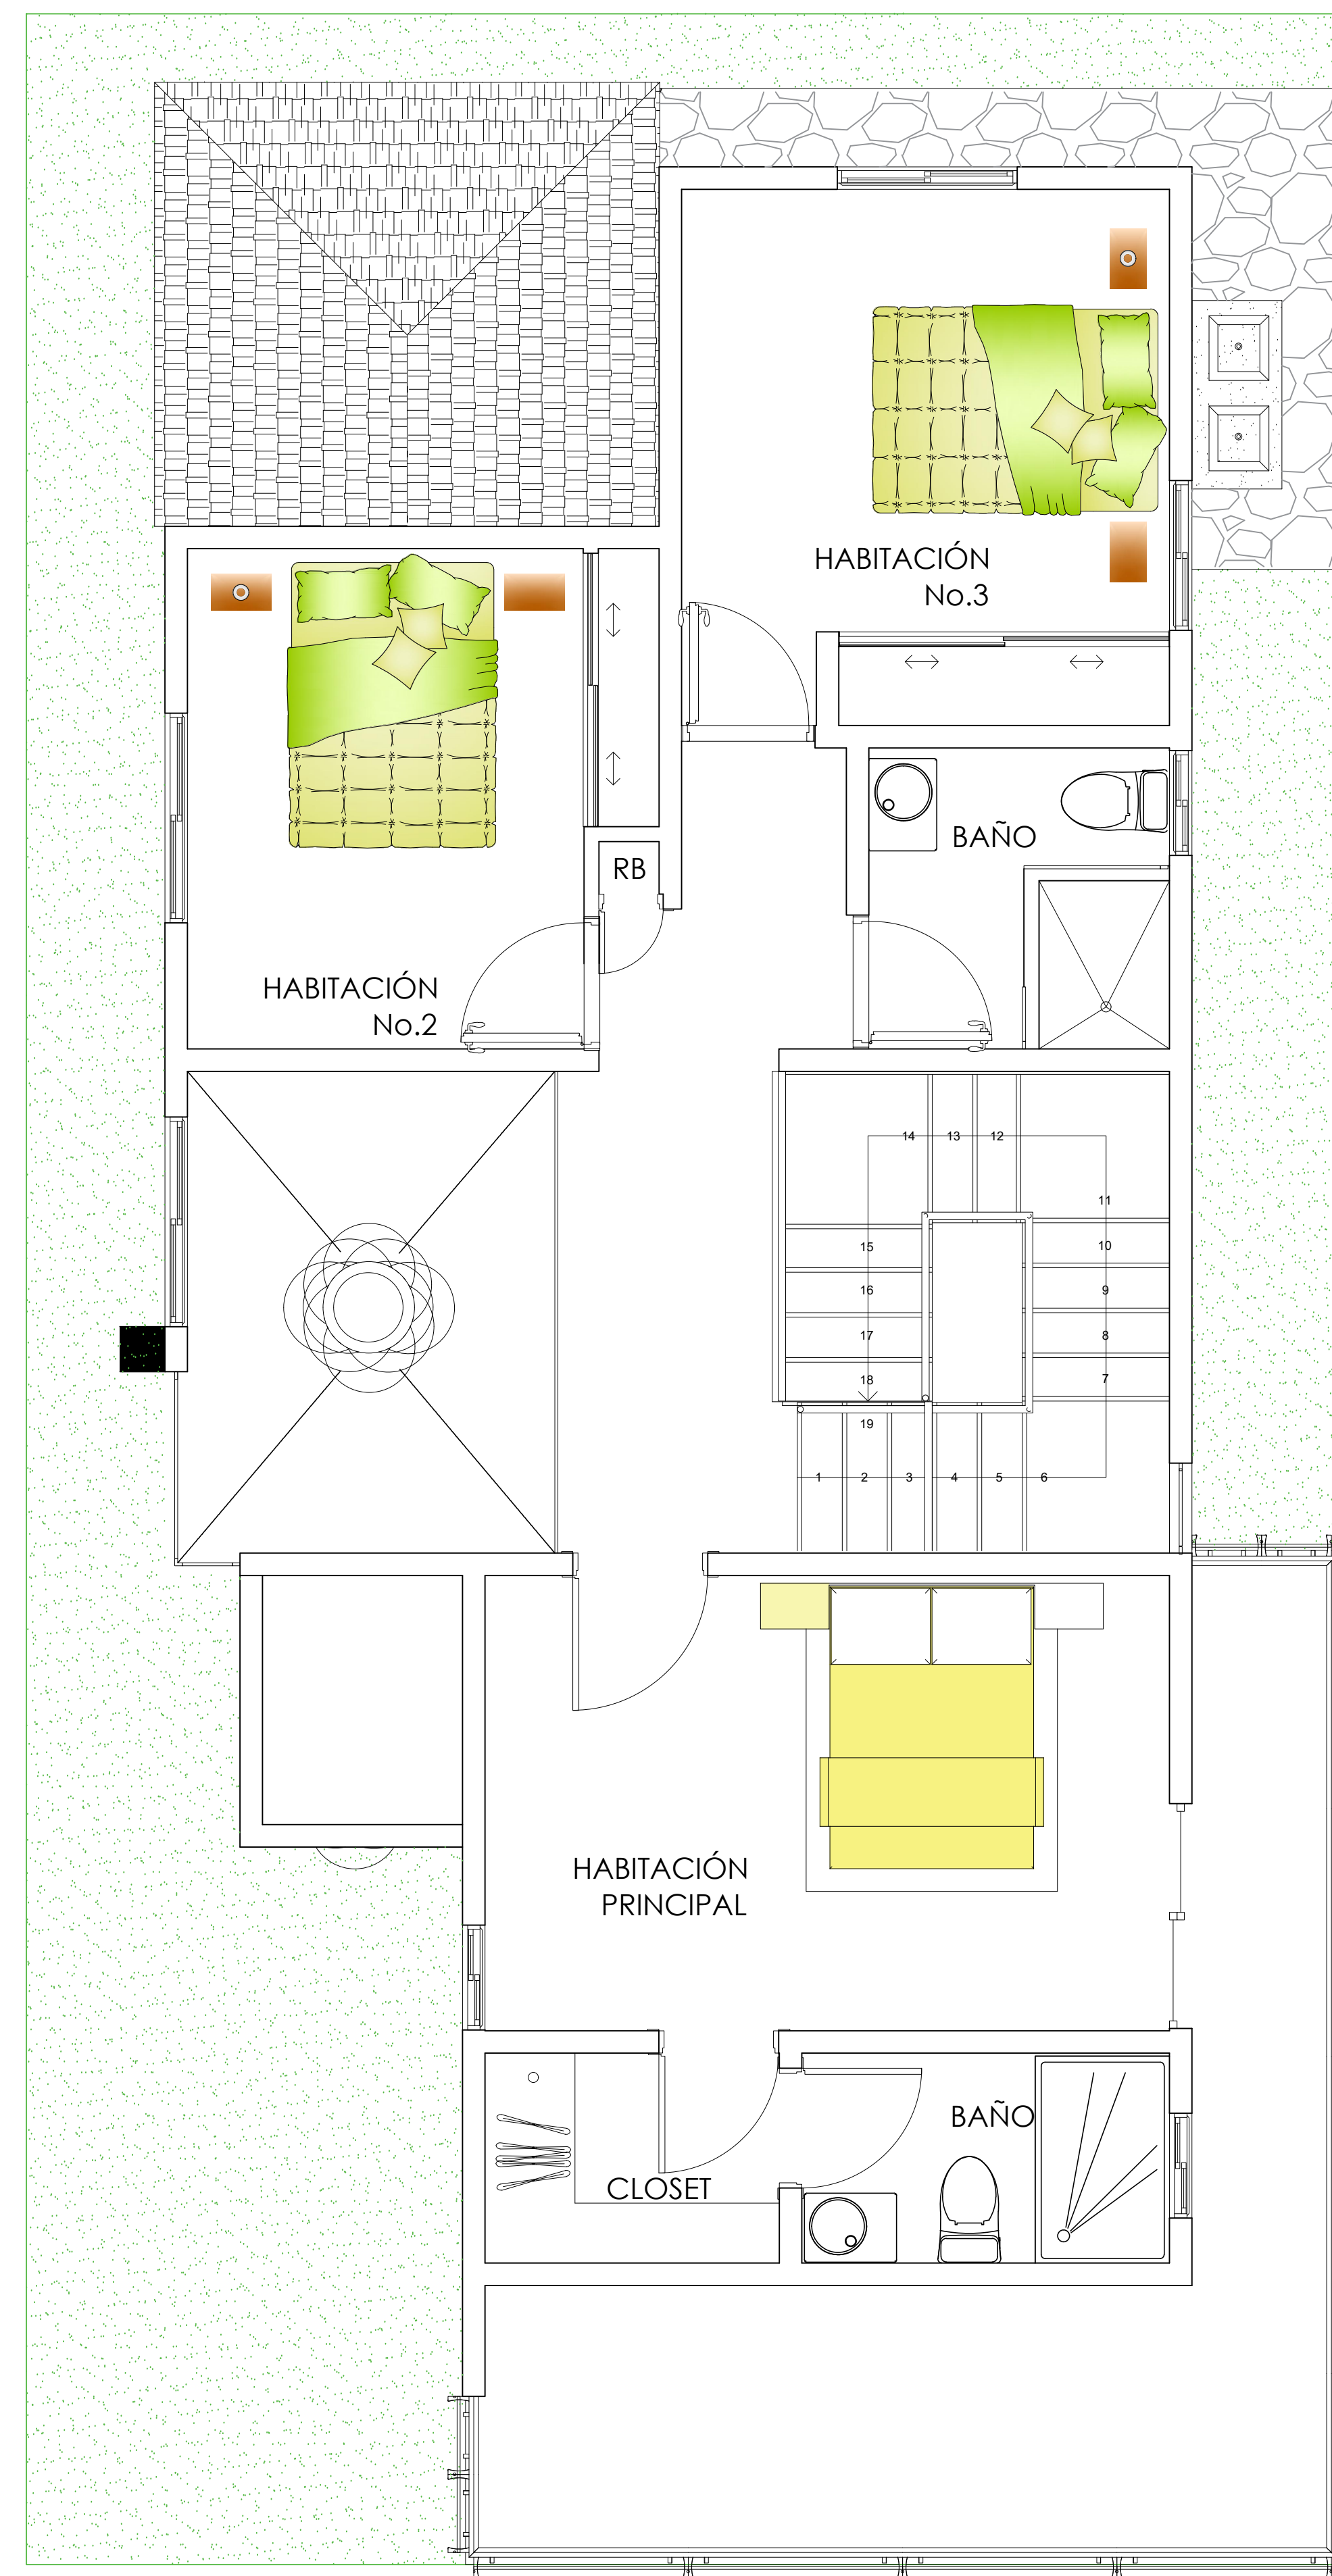 HABITACIÓN
No.3
BAÑO
RB
HABITACIÓN
No.2
14 13 12
11
15 10
16 9
17 8
18 7
19
1 2 3 4 5 6
HABITACIÓN
PRINCIPAL
BAÑO
CLOSET